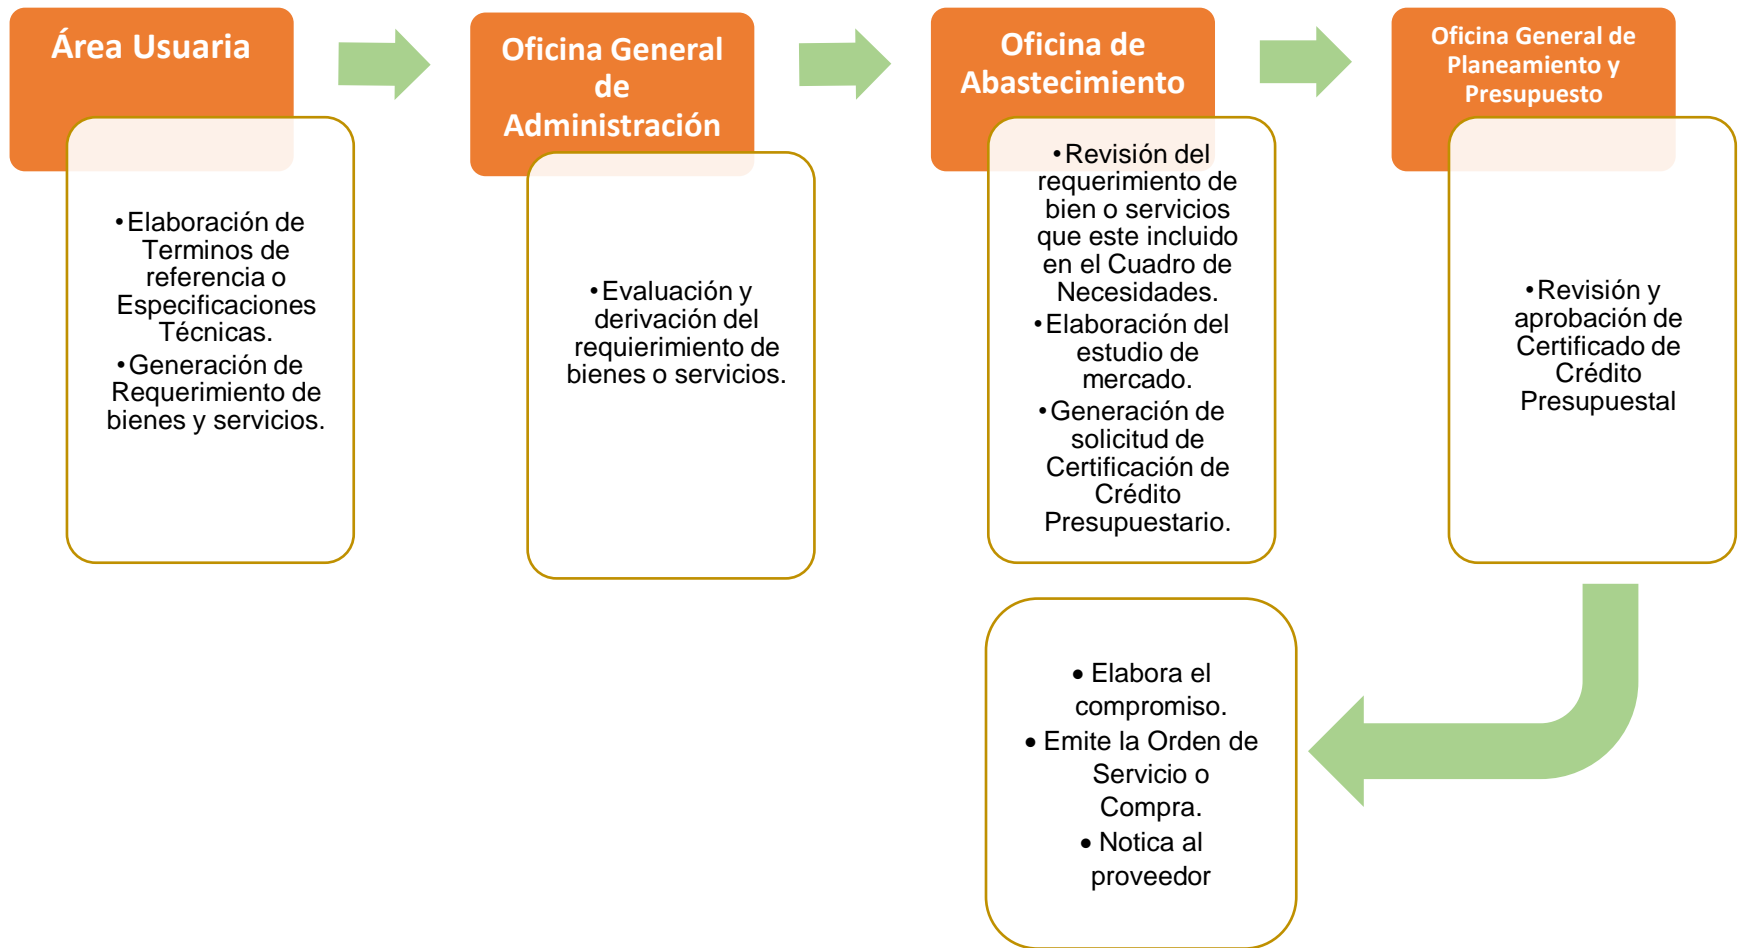 Área Usuaria
•Elaboración de
Terminos de
referencia o
Especificaciones
Técnicas.
•Generación de
Requerimiento de
bienes y servicios.
Oficina General
de
Administración
•Evaluación y
derivación del
requierimiento de
bienes o servicios.
Oficina de
Abastecimiento
•Revisión del
requerimiento de
bien o servicios
que este incluido
en el Cuadro de
Necesidades.
•Elaboración del
estudio de
mercado.
•Generación de
solicitud de
Certificación de
Crédito
Presupuestario.
Oficina General de
Planeamiento y
Presupuesto
•Revisión y
aprobación de
Certificado de
Crédito
Presupuestal
• Elabora el
compromiso.
• Emite la Orden de
Servicio o
Compra.
• Notica al
proveedor